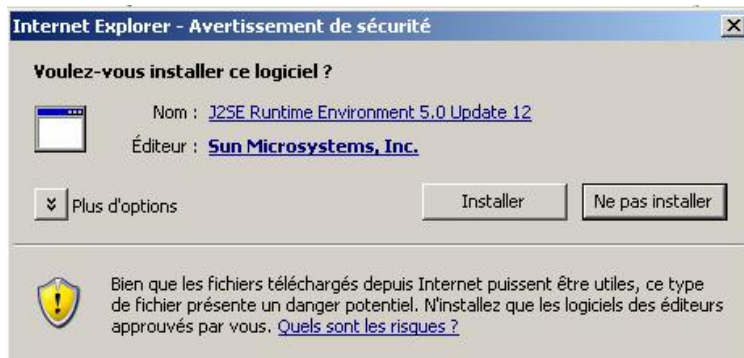 Internet Explorer - Avertissement de sécurité
Voulez-vous installer ce logiciel ?
Nom : J2SE Runtime Environment 5.0 Update 12
Éditeur : Sun Microsystems, Inc.
Plus d'options
Installer
Ne pas installer
Bien que les fichiers téléchargés depuis Internet puissent être utiles, ce type
de fichier présente un danger potentiel. N'installez que les logiciels des éditeurs
approuvés par vous. Quels sont les risques ?